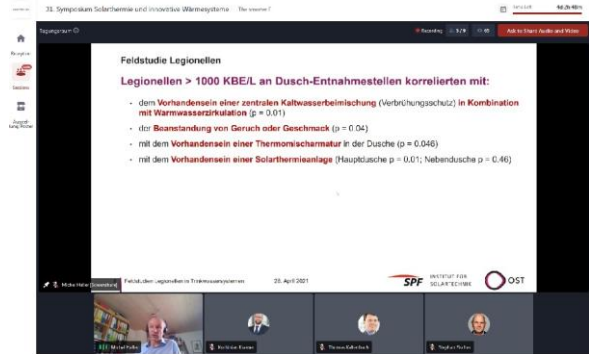 31. Symposium Solarthermie und innovative Wärmesysteme
Tagungsraum
Ask to Share Audio and Video
Feldstudie Legionellen
Legionellen > 1000 KBE/L an Dusch-Entnahmestellen korrelierten mit:
- dem Vorhandensein einer zentralen Kaltwasserbeimischung (Verbrühungsschutz) in Kombination
mit Warmwasserzirkulation (p = 0.01)
- der Beanstandung von Geruch oder Geschmack (p = 0.04)
- mit dem Vorhandensein einer Thermomischarmatur in der Dusche (p = 0.046)
- mit dem Vorhandensein einer Solarthermieanlage (Hauptdusche p = 0.01; Nebendusche p = 0.46)
Feldstudien Legionellen in Trinkwassersystemen
26. April 2021
SPF INSTITUT FÜR
SOLARTECHNIK
OST